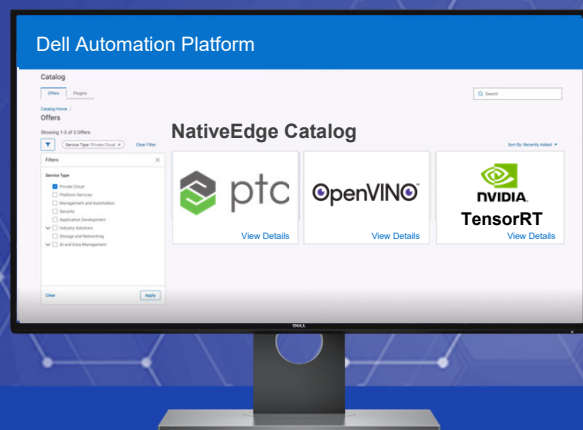 Dell Automation Platform
Catalog
Offers Plugins
Search
Catalog Home /
Offers
Showing 1-3 of 3 Offers
NativeEdge Catalog
Service Type: Private Cloud ×
Clear Filter
Sort By: Recently Added
Filters ×
Service Type
Private Cloud
Platform Services
Management and Automation
Security
Application Development
Industry Solutions
Storage and Networking
AI and Data Management
Clear Apply
ptc
View Details
OpenVINO
View Details
NVIDIA.
TensorRT
View Details
DELL